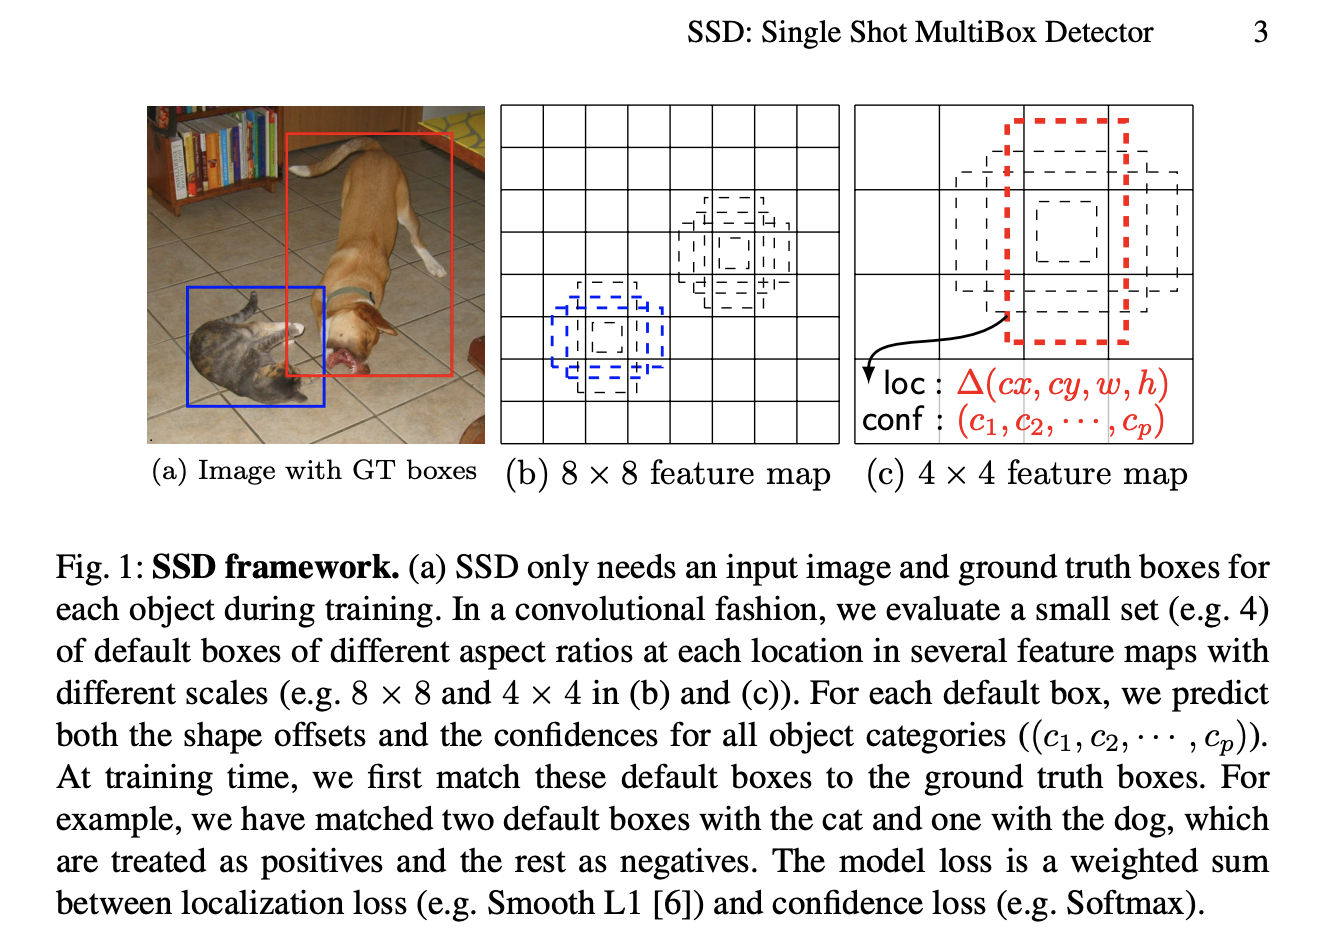 SSD: Single Shot MultiBox Detector 3
loc : Δ(cx, cy, w, h)
conf : (c₁, c₂, ⋯ , cₚ)
(a) Image with GT boxes (b) 8 × 8 feature map (c) 4 × 4 feature map
Fig. 1: SSD framework. (a) SSD only needs an input image and ground truth boxes for
each object during training. In a convolutional fashion, we evaluate a small set (e.g. 4)
of default boxes of different aspect ratios at each location in several feature maps with
different scales (e.g. 8 × 8 and 4 × 4 in (b) and (c)). For each default box, we predict
both the shape offsets and the confidences for all object categories ((c₁, c₂, ⋯ , cₚ)).
At training time, we first match these default boxes to the ground truth boxes. For
example, we have matched two default boxes with the cat and one with the dog, which
are treated as positives and the rest as negatives. The model loss is a weighted sum
between localization loss (e.g. Smooth L1 [6]) and confidence loss (e.g. Softmax).